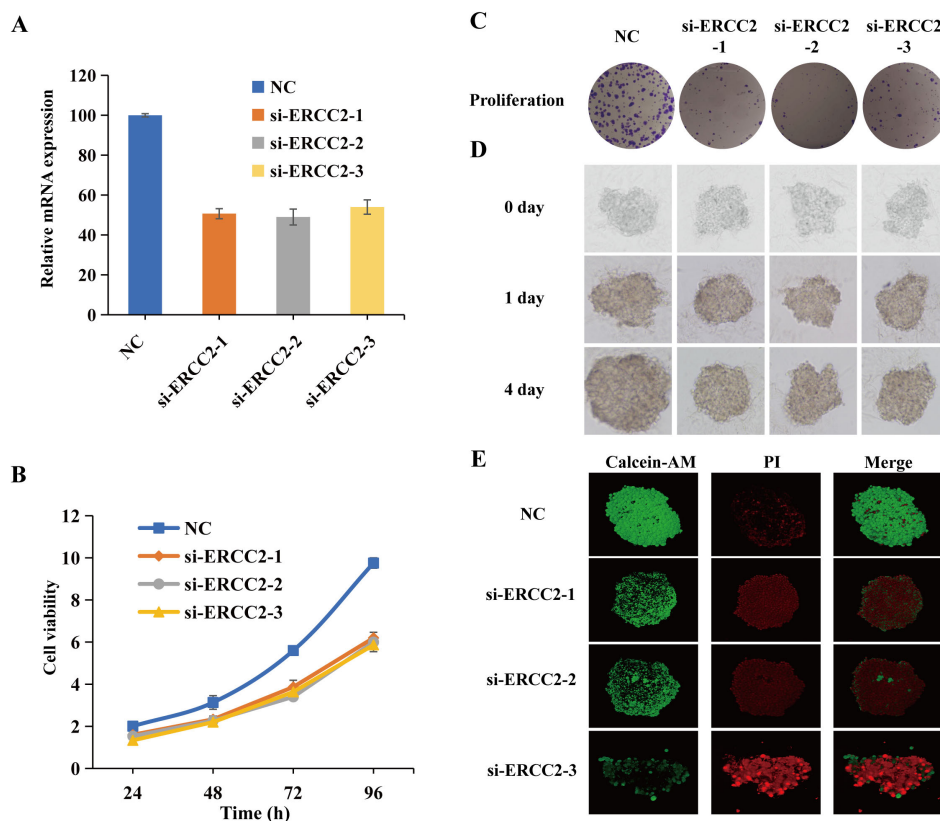 A
Relative mRNA expression
120
100
80
60
40
20
0
NC
si-ERCC2-1
si-ERCC2-2
si-ERCC2-3
NC
si-ERCC2-1
si-ERCC2-2
si-ERCC2-3
B
Cell viability
12
10
8
6
4
2
0
NC
si-ERCC2-1
si-ERCC2-2
si-ERCC2-3
24 48 72 96
Time (h)
C
NC
si-ERCC2
-1
si-ERCC2
-2
si-ERCC2
-3
Proliferation
D
0 day
1 day
4 day
E
Calcein-AM PI Merge
NC
si-ERCC2-1
si-ERCC2-2
si-ERCC2-3